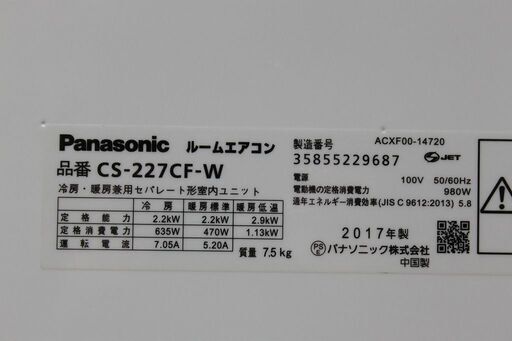 Panasonic ルームエアコン
品番 CS-227CF-W
冷房・暖房兼用セパレート形室内ユニット
冷房 暖房標準 暖房低温
定格能力 2.2kW 2.2kW 2.9kW
定格消費電力 635W 470W 1.13kW
運転電流 7.05A 5.20A
質量 7.5kg
製造番号 ACXF00-14720
35855229687 JET
電源 100V 50/60Hz
電動機の定格消費電力 980W
通年エネルギー消費効率(JIS C 9612:2013) 5.8
2017年製
PS E パナソニック株式会社
中国製